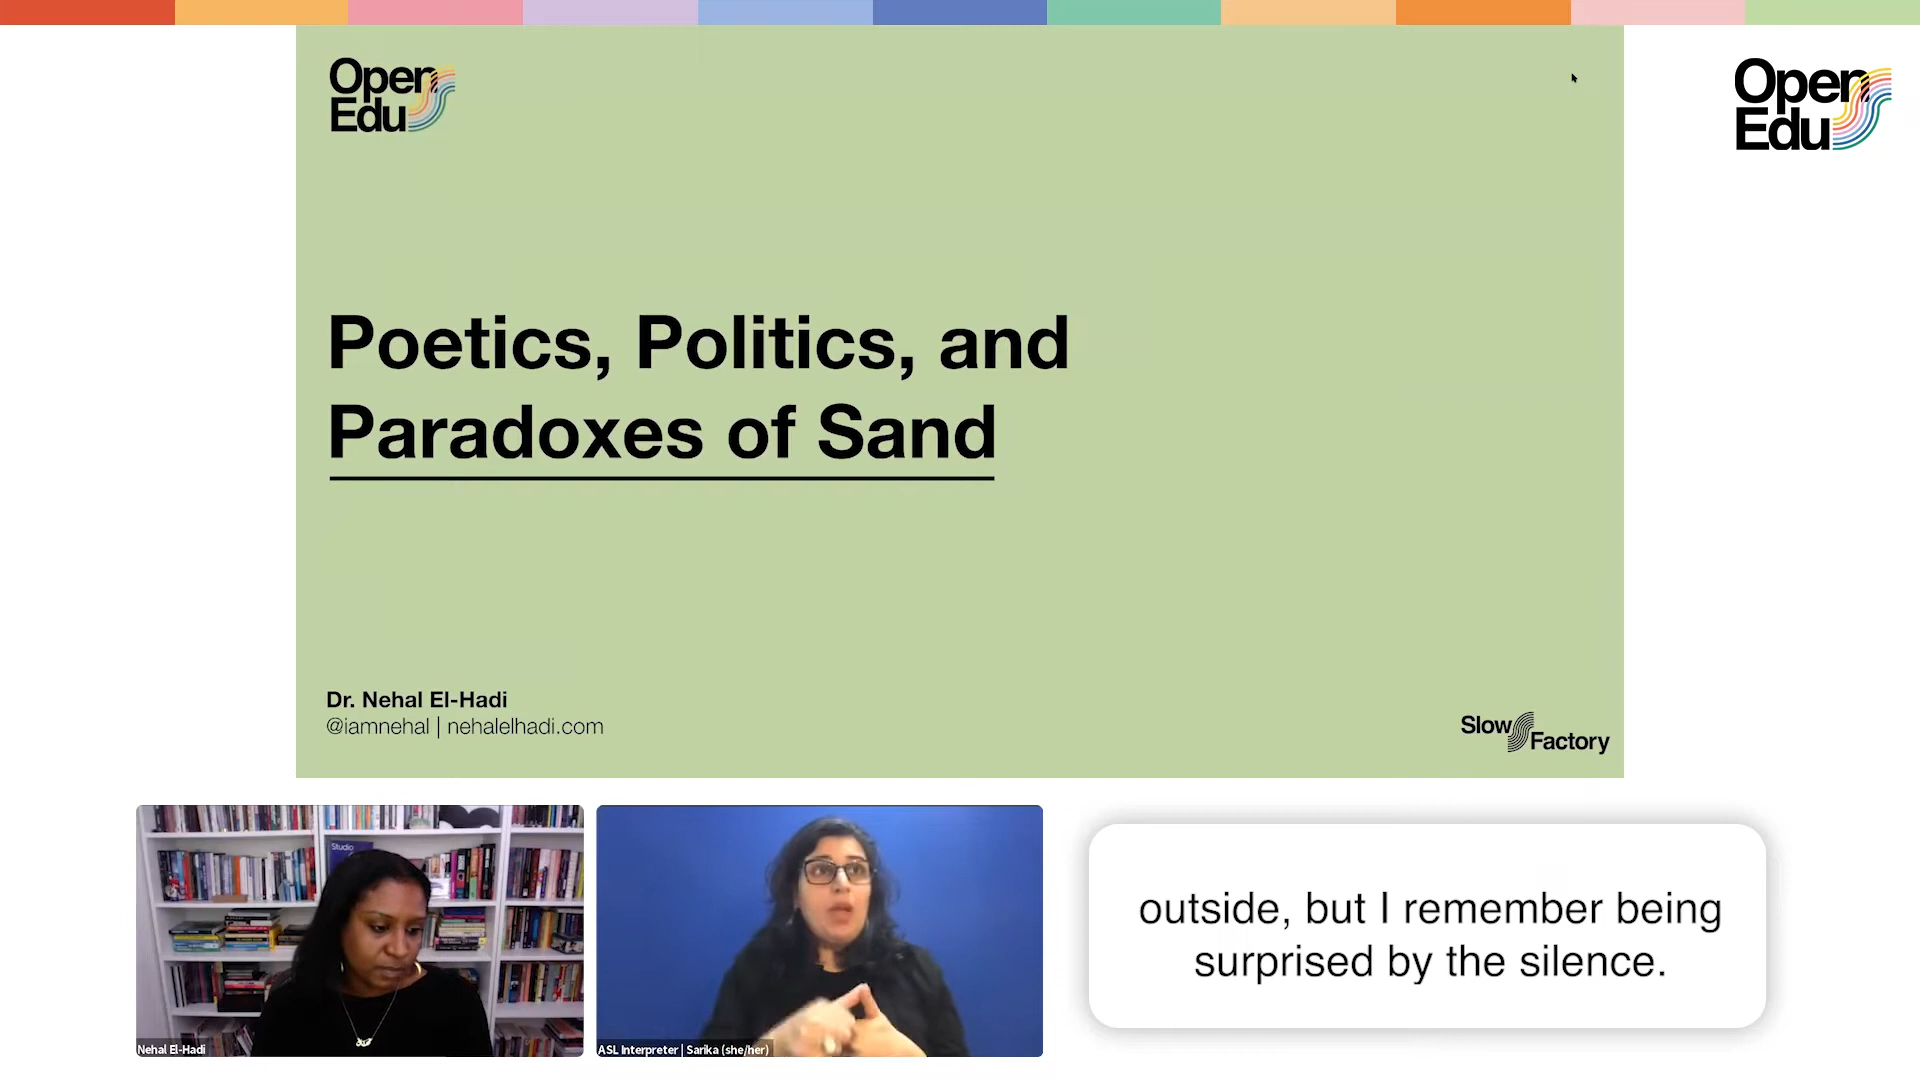 Open
Edu
Open
Edu
Poetics, Politics, and
Paradoxes of Sand
Dr. Nehal El-Hadi
@iamnehal | nehalelhadi.com
Slow
Factory
Studio
Nehal El-Hadi
ASL Interpreter | Sarika (she/her)
outside, but I remember being
surprised by the silence.